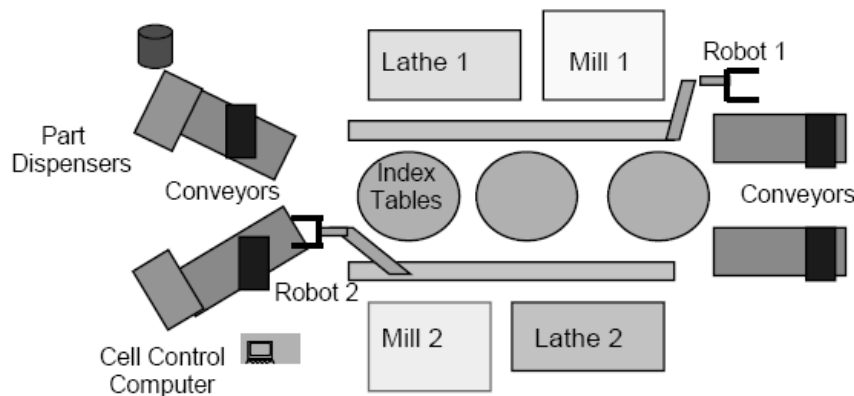 Lathe 1
Mill 1
Robot 1
Part
Dispensers
Conveyors
Index
Tables
Conveyors
Robot 2
Mill 2
Lathe 2
Cell Control
Computer